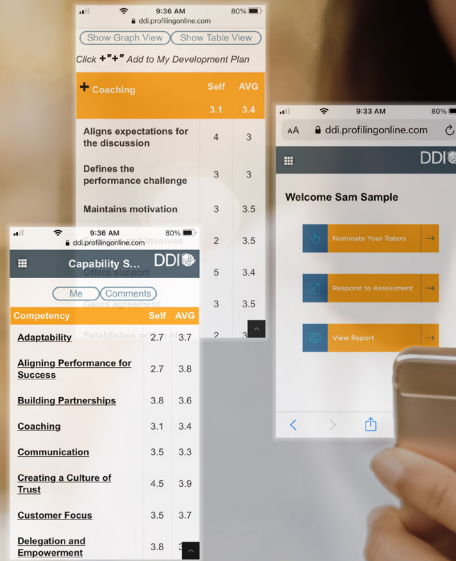 9:36 AM
80%
ddi.profilingonline.com
Show Graph View
Show Table View
Click +"+" Add to My Development Plan
+ Coaching Self AVG
3.1 3.4
Aligns expectations for
the discussion
4 3
Defines the
performance challenge
3 3
Maintains motivation 3 3.5
2 3.5
Offers support 5 3.4
Gains agreement 3 3.5
Establishes 2
9:36 AM
80%
ddi.profilingonline.com
Capability S... DDI
Me
Comments
Competency Self AVG
Adaptability 2.7 3.7
Aligning Performance for
Success
2.7 3.8
Building Partnerships 3.8 3.6
Coaching 3.1 3.4
Communication 3.5 3.3
Creating a Culture of
Trust
4.5 3.9
Customer Focus 3.5 3.7
Delegation and
Empowerment
3.8
9:33 AM
80%
AA ddi.profilingonline.com
DDI
Welcome Sam Sample
Nominate Your Raters
Respond to Assessment
View Report